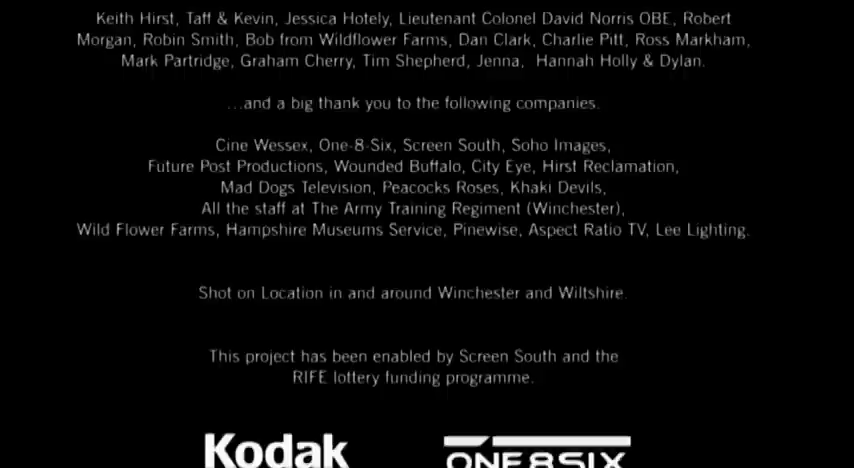 Keith Hirst, Taff & Kevin, Jessica Hotely, Lieutenant Colonel David Norris OBE, Robert
Morgan, Robin Smith, Bob from Wildflower Farms, Dan Clark, Charlie Pitt, Ross Markham,
Mark Partridge, Graham Cherry, Tim Shepherd, Jenna, Hannah Holly & Dylan.
...and a big thank you to the following companies.
Cine Wessex, One-8-Six, Screen South, Soho Images,
Future Post Productions, Wounded Buffalo, City Eye, Hirst Reclamation,
Mad Dogs Television, Peacocks Roses, Khaki Devils,
All the staff at The Army Training Regiment (Winchester),
Wild Flower Farms, Hampshire Museums Service, Pinewise, Aspect Ratio TV, Lee Lighting.
Shot on Location in and around Winchester and Wiltshire.
This project has been enabled by Screen South and the
RIFE lottery funding programme.
Kodak ONE8SIX